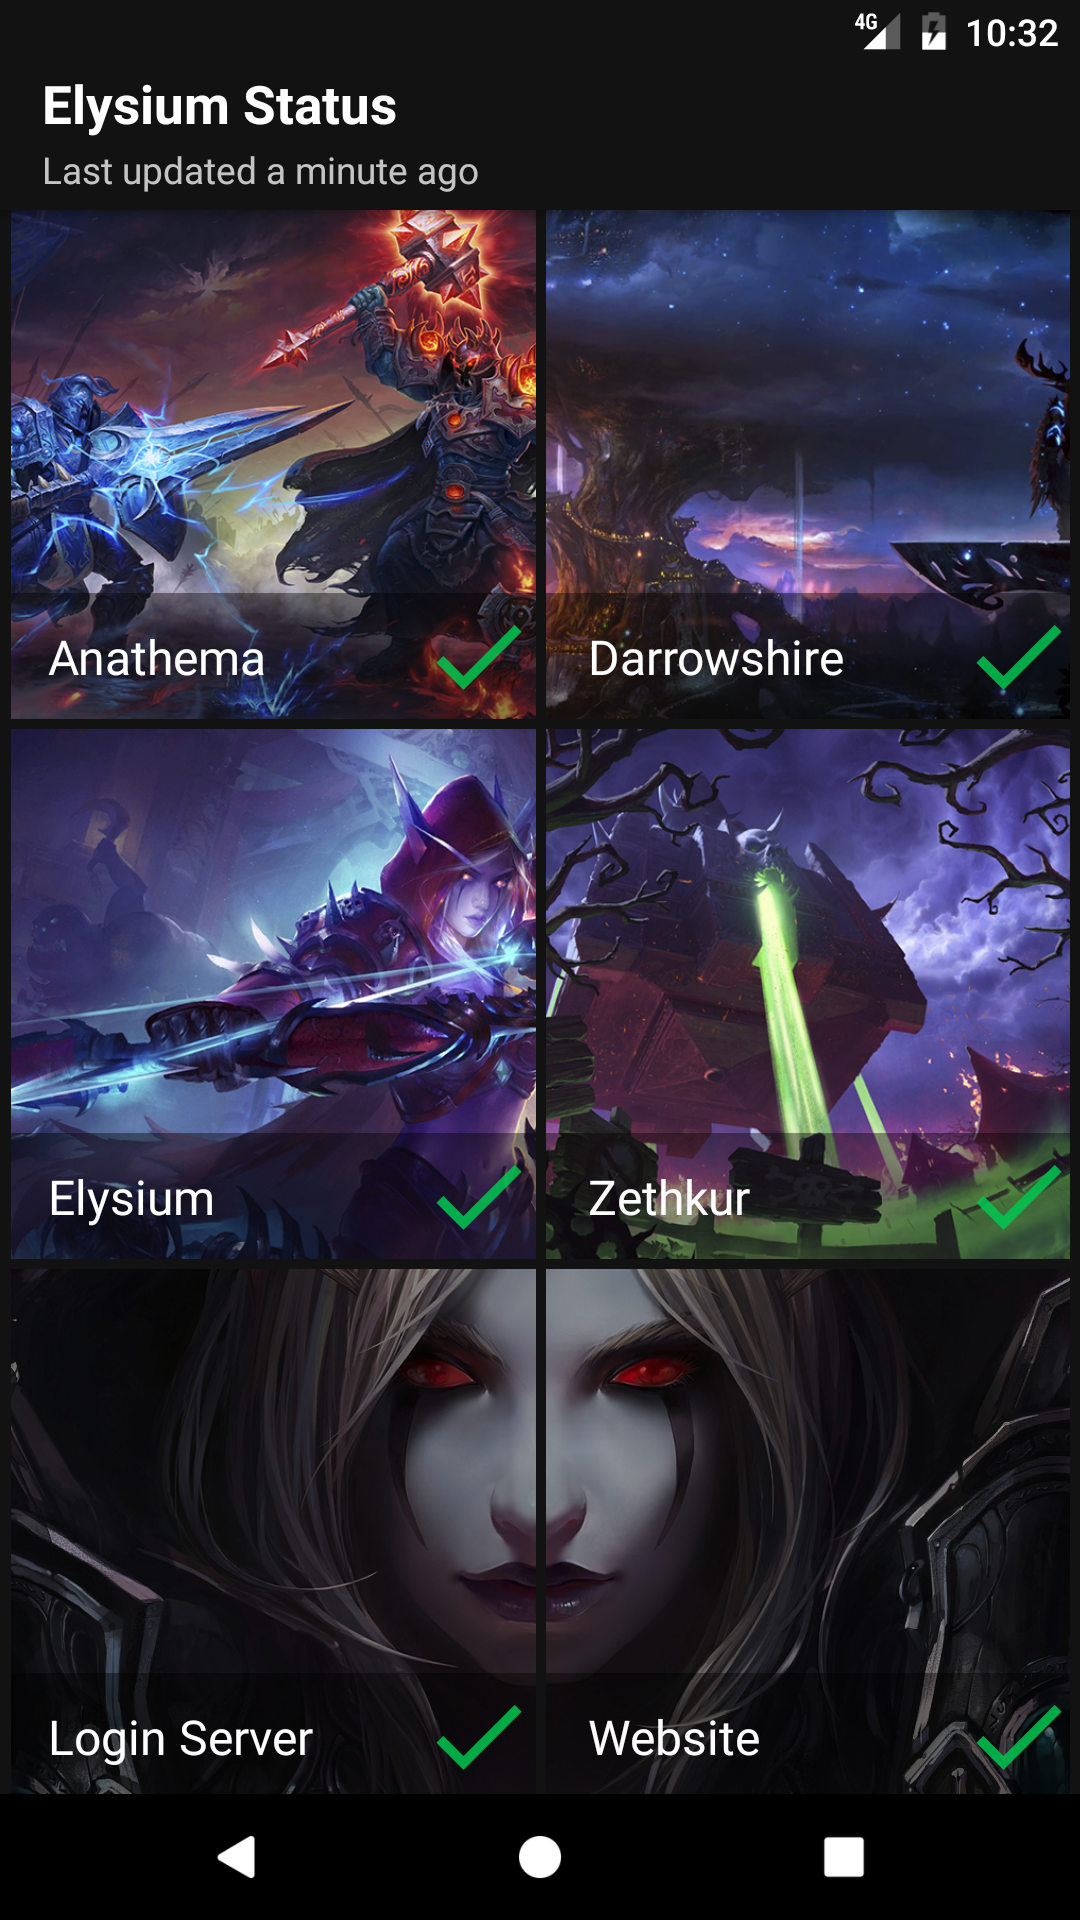 4G 10:32
Elysium Status
Last updated a minute ago
Anathema
Darrowshire
Elysium
Zethkur
Login Server
Website